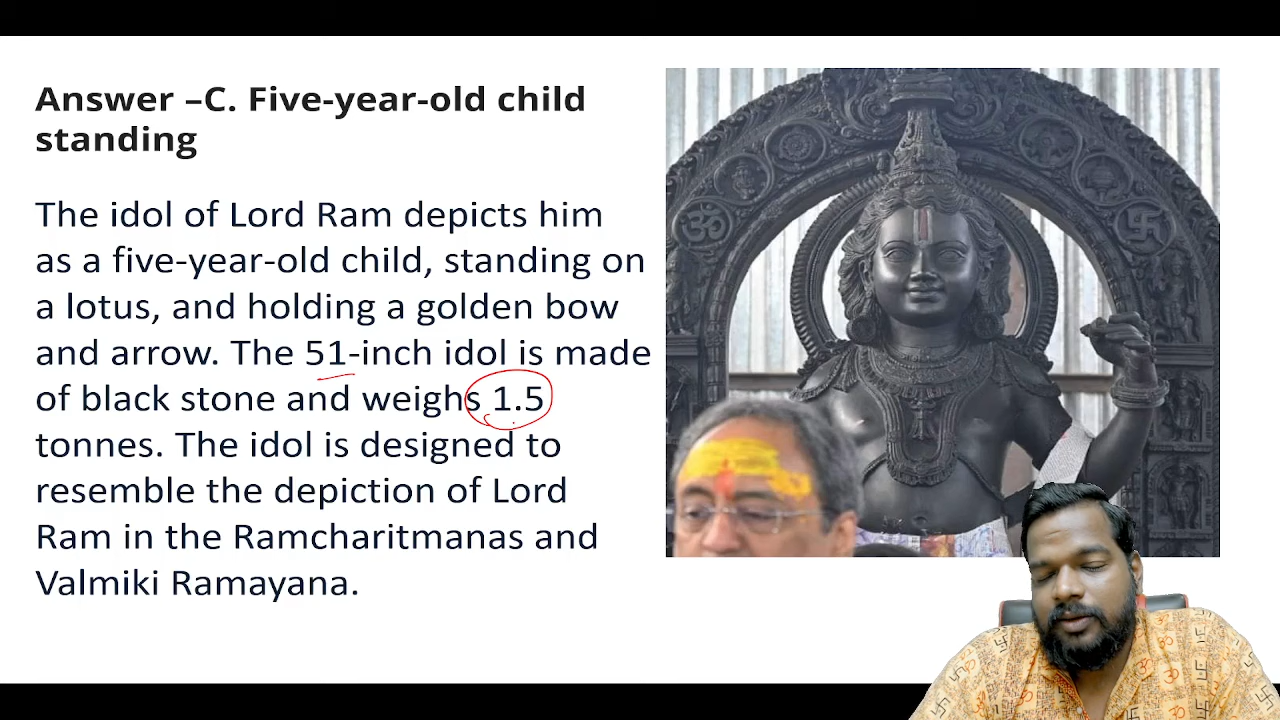 Answer –C. Five-year-old child
standing
The idol of Lord Ram depicts him
as a five-year-old child, standing on
a lotus, and holding a golden bow
and arrow. The 51-inch idol is made
of black stone and weighs 1.5
tonnes. The idol is designed to
resemble the depiction of Lord
Ram in the Ramcharitmanas and
Valmiki Ramayana.